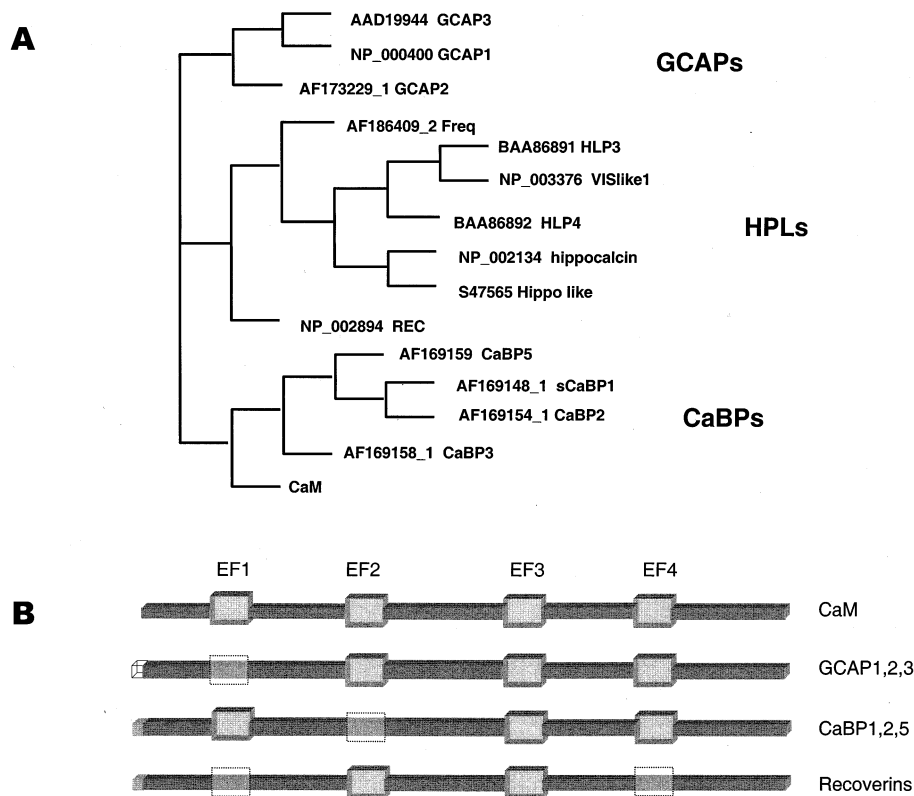 A
AAD19944 GCAP3
NP_000400 GCAP1
GCAPs
AF173229_1 GCAP2
AF186409_2 Freq
BAA86891 HLP3
NP_003376 VISlike1
BAA86892 HLP4
HPLs
NP_002134 hippocalcin
S47565 Hippo like
NP_002894 REC
AF169159 CaBP5
AF169148_1 sCaBP1
AF169154_1 CaBP2
CaBPs
AF169158_1 CaBP3
CaM
EF1 EF2 EF3 EF4
B
CaM
GCAP1,2,3
CaBP1,2,5
Recoverins